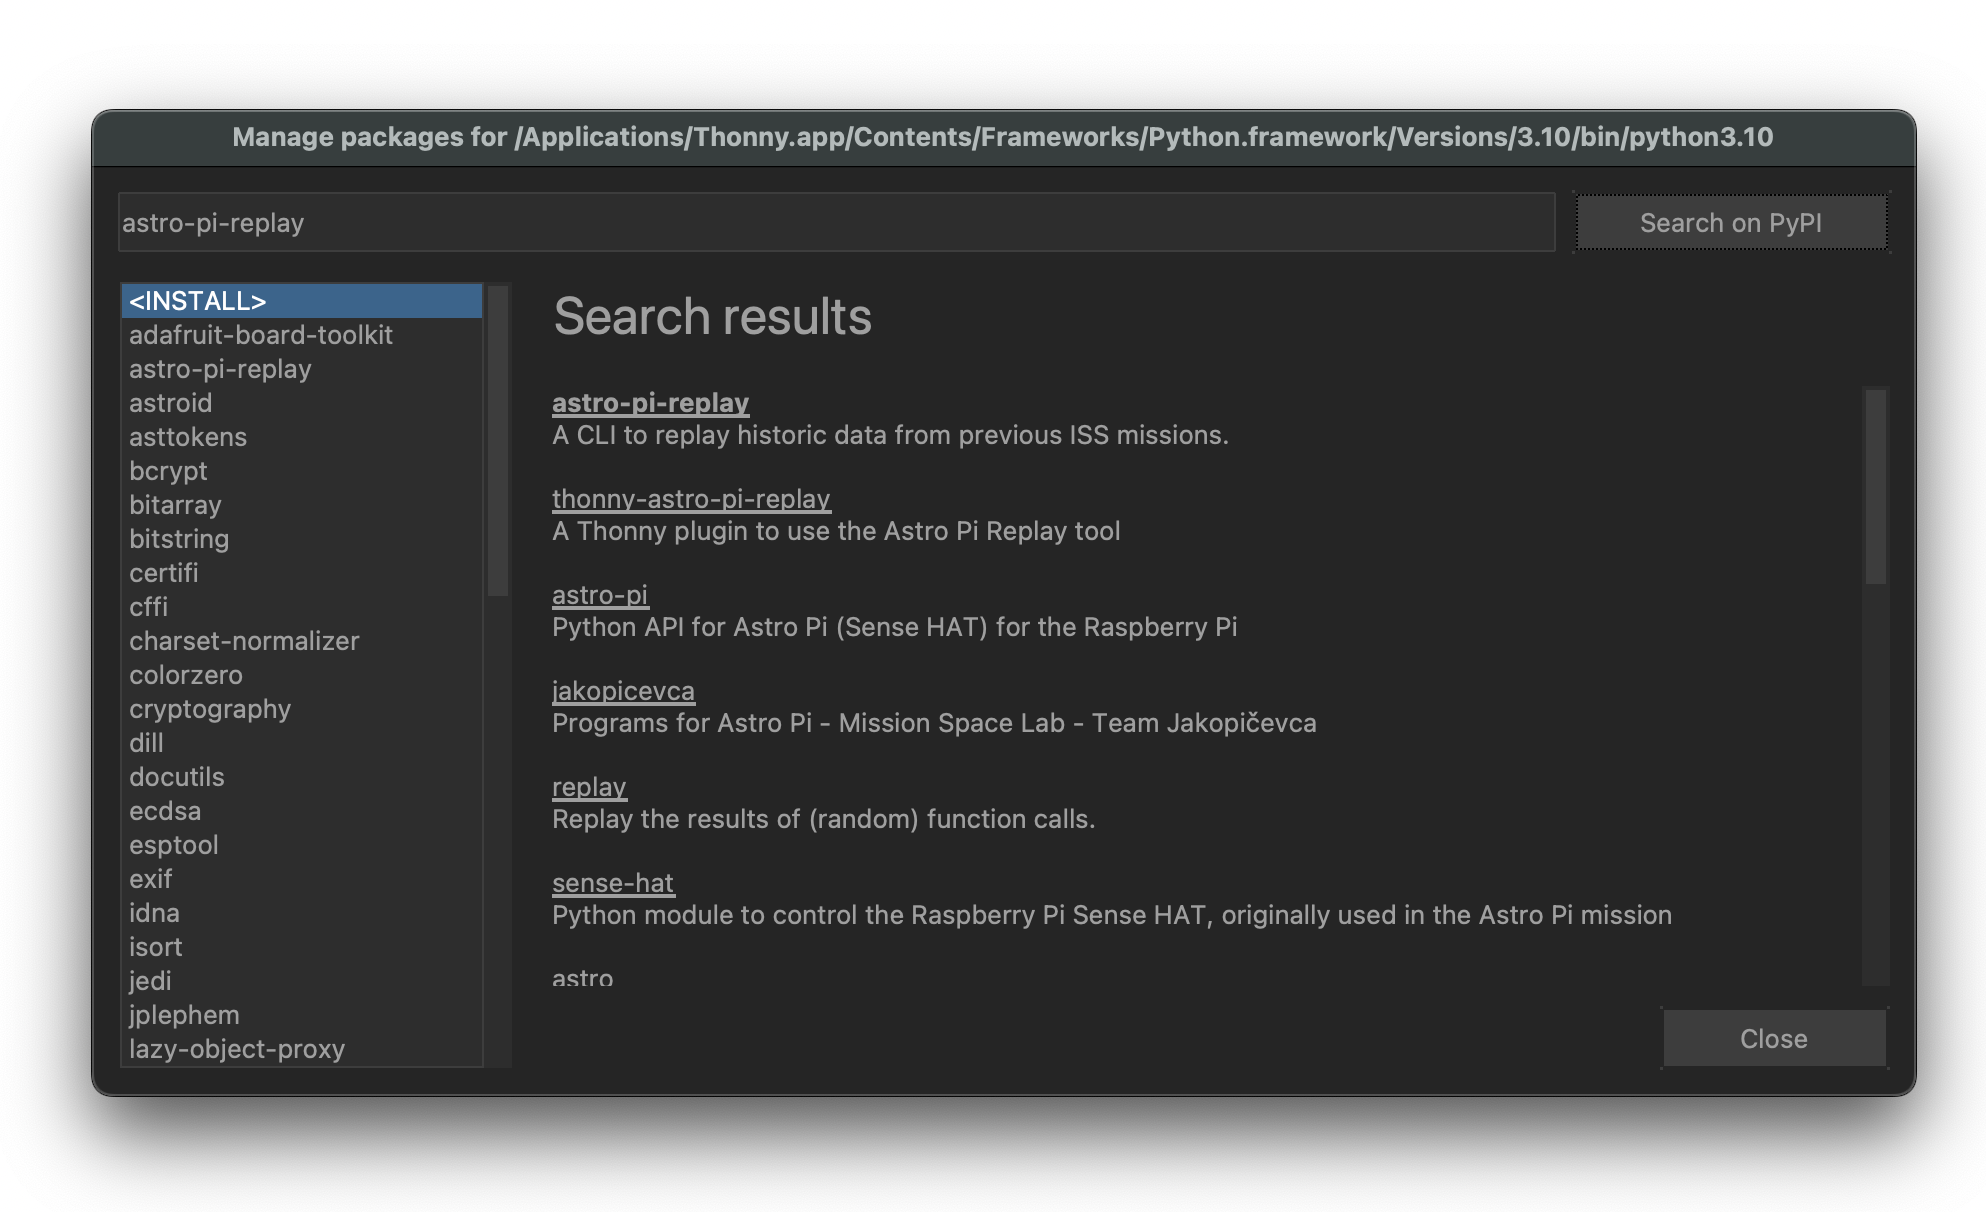 Manage packages for /Applications/Thonny.app/Contents/Frameworks/Python.framework/Versions/3.10/bin/python3.10
astro-pi-replay
Search on PyPI
<INSTALL>
adafruit-board-toolkit
astro-pi-replay
astroid
asttokens
bcrypt
bitarray
bitstring
certifi
cffi
charset-normalizer
colorzero
cryptography
dill
docutils
ecdsa
esptool
exif
idna
isort
jedi
jplephem
lazy-object-proxy
Search results
astro-pi-replay
A CLI to replay historic data from previous ISS missions.
thonny-astro-pi-replay
A Thonny plugin to use the Astro Pi Replay tool
astro-pi
Python API for Astro Pi (Sense HAT) for the Raspberry Pi
jakopicevca
Programs for Astro Pi - Mission Space Lab - Team Jakopičevca
replay
Replay the results of (random) function calls.
sense-hat
Python module to control the Raspberry Pi Sense HAT, originally used in the Astro Pi mission
astro
Close